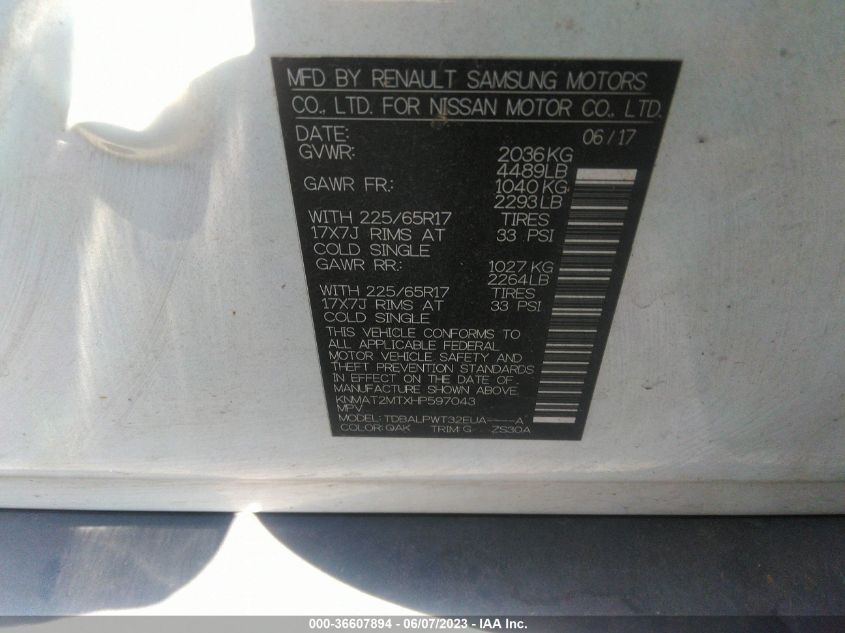 MFD BY RENAULT SAMSUNG MOTORS
CO., LTD. FOR NISSAN MOTOR CO., LTD.
DATE: 06/17
GVWR: 2036KG
4489LB
GAWR FR.: 1040KG
2293LB
WITH 225/65R17 TIRES
17X7J RIMS AT 33 PSI
COLD SINGLE
GAWR RR.: 1027KG
2264LB
WITH 225/65R17 TIRES
17X7J RIMS AT 33 PSI
COLD SINGLE
THIS VEHICLE CONFORMS TO
ALL APPLICABLE FEDERAL
MOTOR VEHICLE SAFETY AND
THEFT PREVENTION STANDARDS
IN EFFECT ON THE DATE OF
MANUFACTURE SHOWN ABOVE.
KNMAT2MTXHP597043
MPV
MODEL: TDBALPWT32EUA----A
COLOR: QAK TRIM: G ZS30A
000-36607894 - 06/07/2023 - IAA Inc.